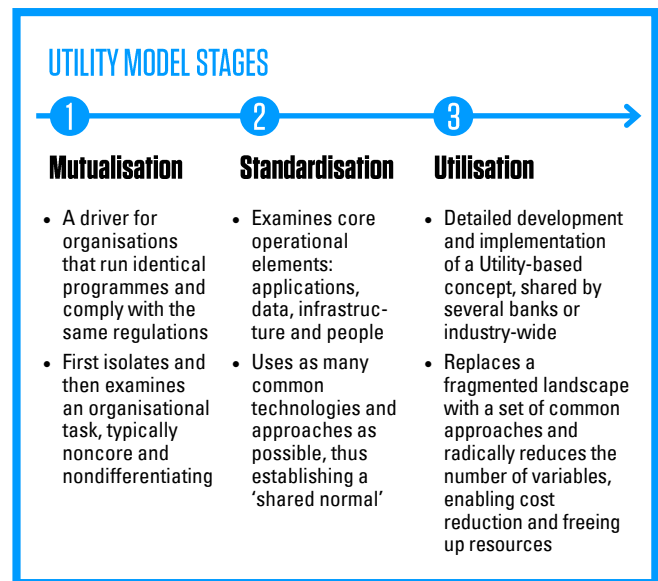 UTILITY MODEL STAGES
1
2
3
Mutualisation
• A driver for
organisations
that run identical
programmes and
comply with the
same regulations
• First isolates and
then examines
an organisational
task, typically
noncore and
nondifferentiating
Standardisation
• Examines core
operational
elements:
applications,
data, infrastruc-
ture and people
• Uses as many
common
technologies and
approaches as
possible, thus
establishing a
‘shared normal’
Utilisation
• Detailed development
and implementation
of a Utility-based
concept, shared by
several banks or
industry-wide
• Replaces a
fragmented landscape
with a set of common
approaches and
radically reduces the
number of variables,
enabling cost
reduction and freeing
up resources